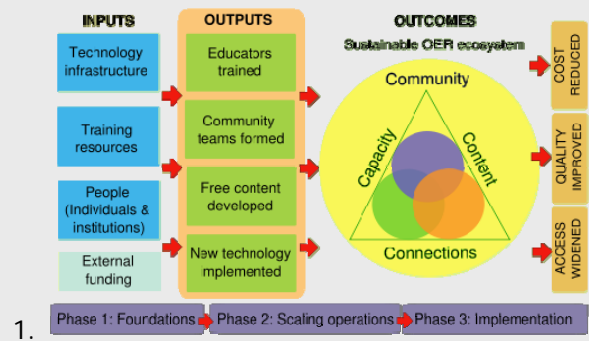 INPUTS
OUTPUTS
OUTCOMES
Technology
infrastructure
Training
resources
People
(Individuals &
institutions)
External
funding
Educators
trained
Community
teams formed
Free content
developed
New technology
implemented
Sustainable OER ecosystem
Community
Capacity
Content
Connections
COST
REDUCED
QUALITY
IMPROVED
ACCESS
WIDENED
1.
Phase 1: Foundations
Phase 2: Scaling operations
Phase 3: Implementation